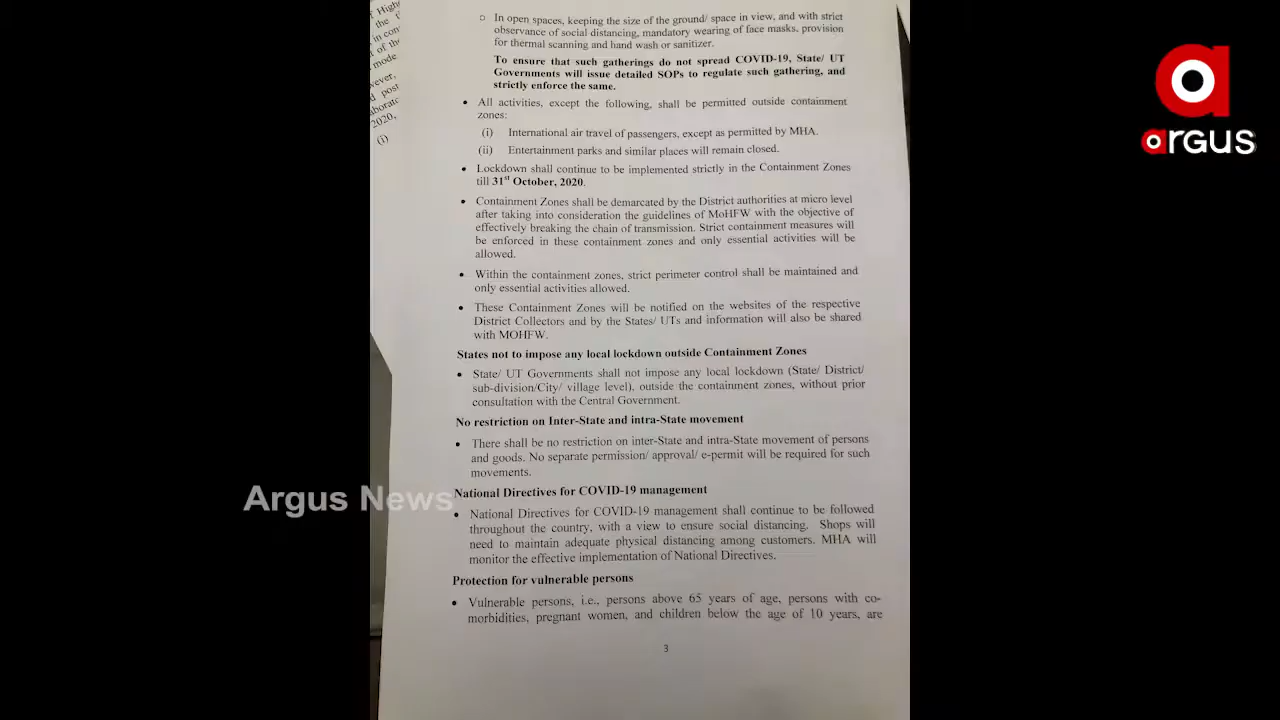 f High
the
in con
t of the
mode
vever,
d post
aborate
2020,
(i)
In open spaces, keeping the size of the ground/ space in view, and with strict
observance of social distancing, mandatory wearing of face masks, provision
for thermal scanning and hand wash or sanitizer.
To ensure that such gatherings do not spread COVID-19, State/ UT
Governments will issue detailed SOPs to regulate such gathering, and
strictly enforce the same.
• All activities, except the following, shall be permitted outside containment
zones:
(i) International air travel of passengers, except as permitted by MHA.
(ii) Entertainment parks and similar places will remain closed.
• Lockdown shall continue to be implemented strictly in the Containment Zones
till 31st October, 2020.
• Containment Zones shall be demarcated by the District authorities at micro level
after taking into consideration the guidelines of MoHFW with the objective of
effectively breaking the chain of transmission. Strict containment measures will
be enforced in these containment zones and only essential activities will be
allowed.
• Within the containment zones, strict perimeter control shall be maintained and
only essential activities allowed.
• These Containment Zones will be notified on the websites of the respective
District Collectors and by the States/ UTs and information will also be shared
with MOHFW.
States not to impose any local lockdown outside Containment Zones
• State/ UT Governments shall not impose any local lockdown (State/ District/
sub-division/City/ village level), outside the containment zones, without prior
consultation with the Central Government.
No restriction on Inter-State and intra-State movement
• There shall be no restriction on inter-State and intra-State movement of persons
and goods. No separate permission/ approval/ e-permit will be required for such
movements.
National Directives for COVID-19 management
• National Directives for COVID-19 management shall continue to be followed
throughout the country, with a view to ensure social distancing. Shops will
need to maintain adequate physical distancing among customers. MHA will
monitor the effective implementation of National Directives.
Protection for vulnerable persons
• Vulnerable persons, i.e., persons above 65 years of age, persons with co-
morbidities, pregnant women, and children below the age of 10 years, are
3
Argus News
a
argus